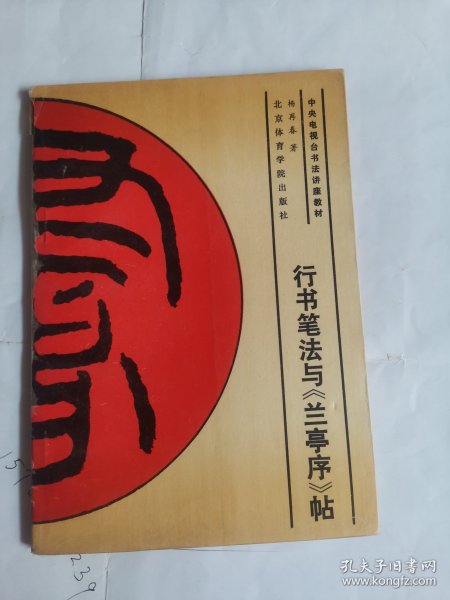 中央电视台书法讲座教材
行书笔法与《兰亭序》帖
杨再春 著
北京体育学院出版社
239
孔夫子旧书网
www.kongfz.com